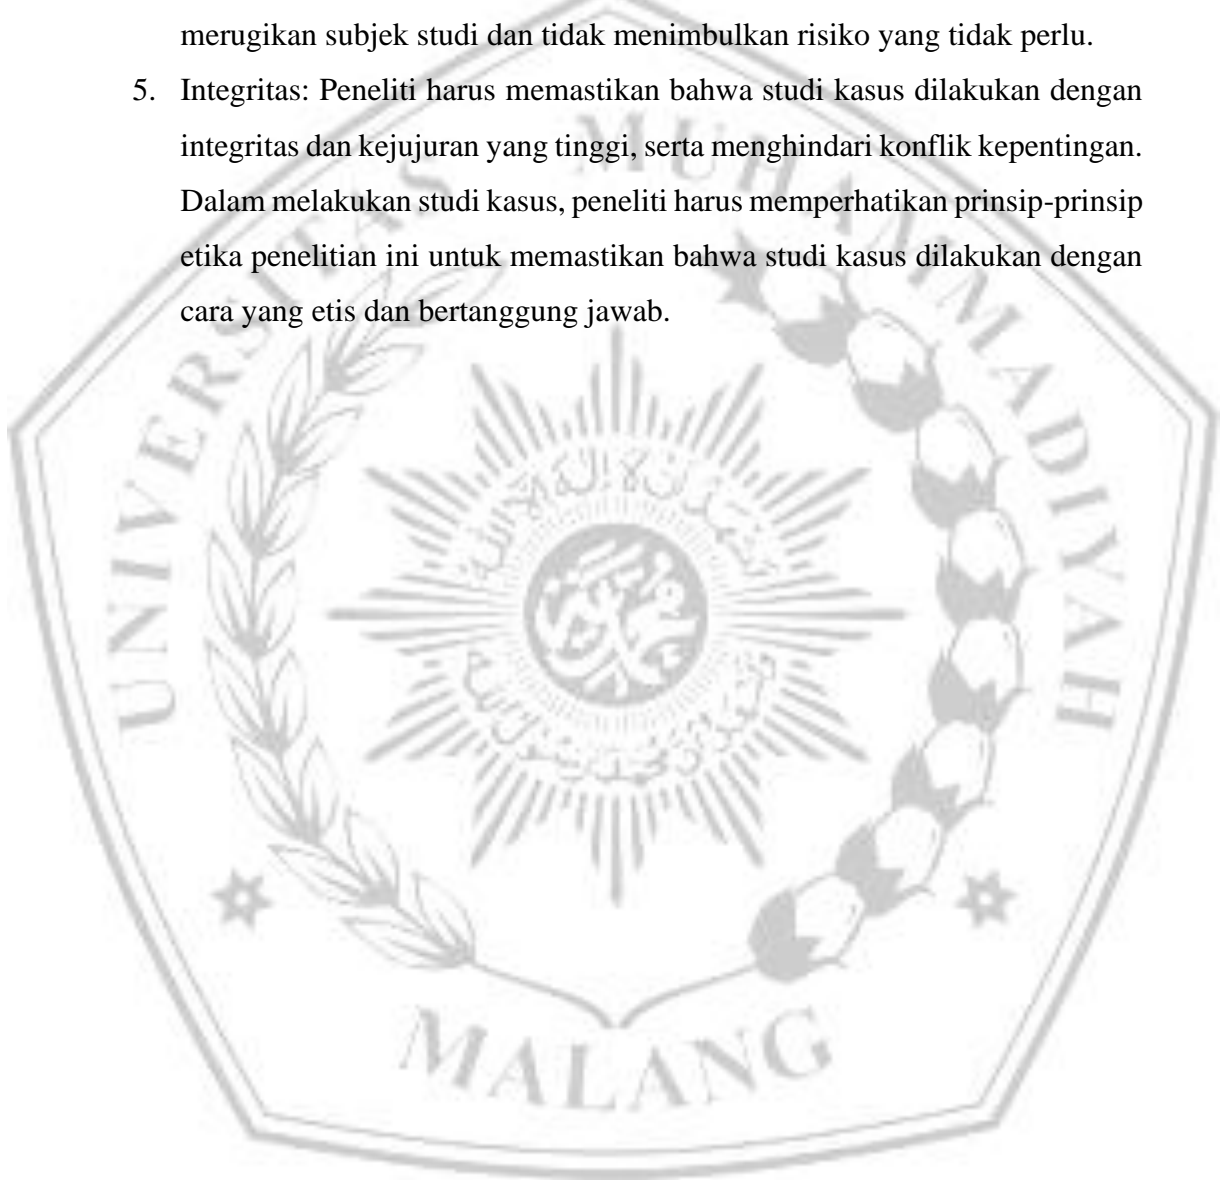 merugikan subjek studi dan tidak menimbulkan risiko yang tidak perlu.
5. Integritas: Peneliti harus memastikan bahwa studi kasus dilakukan dengan
integritas dan kejujuran yang tinggi, serta menghindari konflik kepentingan.
Dalam melakukan studi kasus, peneliti harus memperhatikan prinsip-prinsip
etika penelitian ini untuk memastikan bahwa studi kasus dilakukan dengan
cara yang etis dan bertanggung jawab.
UNIVERSITAS MUHAMMADIYAH
MALANG